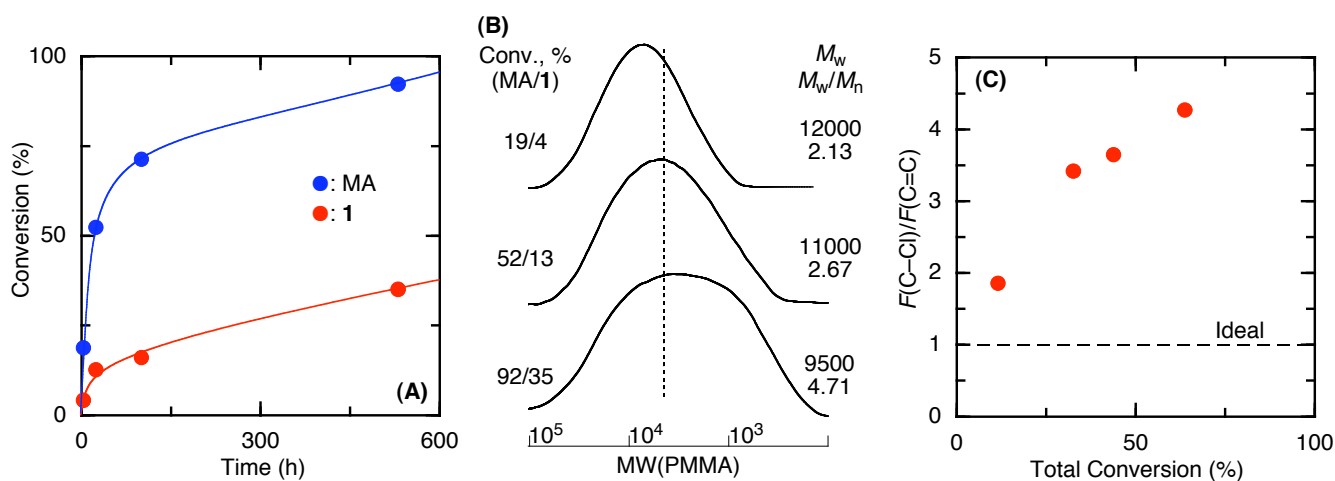 100
50
0
Conversion (%)
0
300
600
Time (h)
: MA
: 1
(A)
(B)
Conv., %
(MA/1)
Mw
Mw/Mn
19/4
12000
2.13
52/13
11000
2.67
92/35
9500
4.71
10⁵
10⁴
10³
MW(PMMA)
(C)
5
4
3
2
1
0
F(C–Cl)/F(C=C)
Ideal
0
50
100
Total Conversion (%)